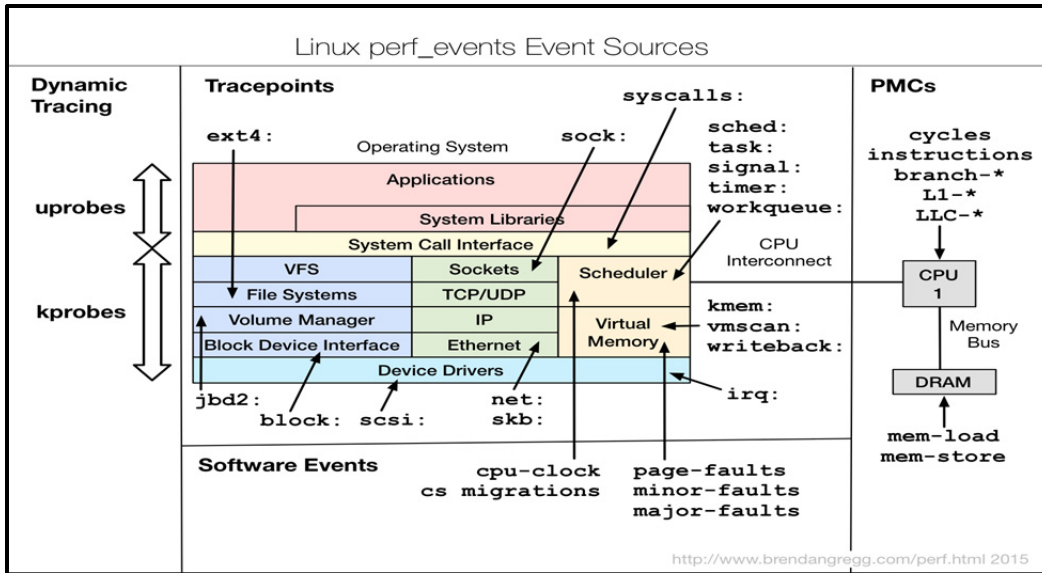 Linux perf_events Event Sources
Dynamic
Tracing
uprobes
kprobes
Tracepoints
syscalls:
ext4:
sock:
sched:
task:
signal:
timer:
workqueue:
Operating System
Applications
System Libraries
System Call Interface
VFS
Sockets
Scheduler
File Systems
TCP/UDP
Volume Manager
IP
Virtual
Memory
Block Device Interface
Ethernet
Device Drivers
CPU
Interconnect
kmem:
vmscan:
writeback:
jbd2:
block:
scsi:
net:
skb:
irq:
PMCs
cycles
instructions
branch-*
L1-*
LLC-*
CPU
1
Memory
Bus
DRAM
mem-load
mem-store
Software Events
cpu-clock
cs migrations
page-faults
minor-faults
major-faults
http://www.brendangregg.com/perf.html 2015